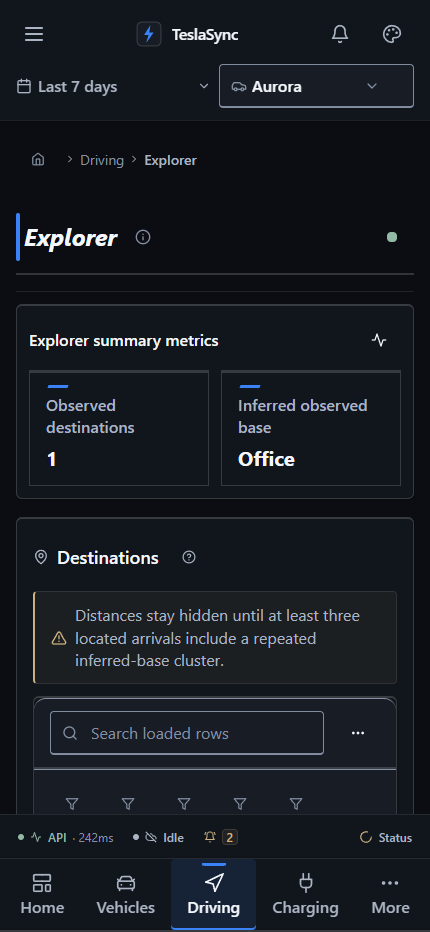 TeslaSync
Last 7 days
Aurora
Driving
Explorer
Explorer
Explorer summary metrics
Observed
destinations
1
Inferred observed
base
Office
Destinations
Distances stay hidden until at least three
located arrivals include a repeated
inferred-base cluster.
Search loaded rows
API · 242ms
Idle
2
Status
Home
Vehicles
Driving
Charging
More